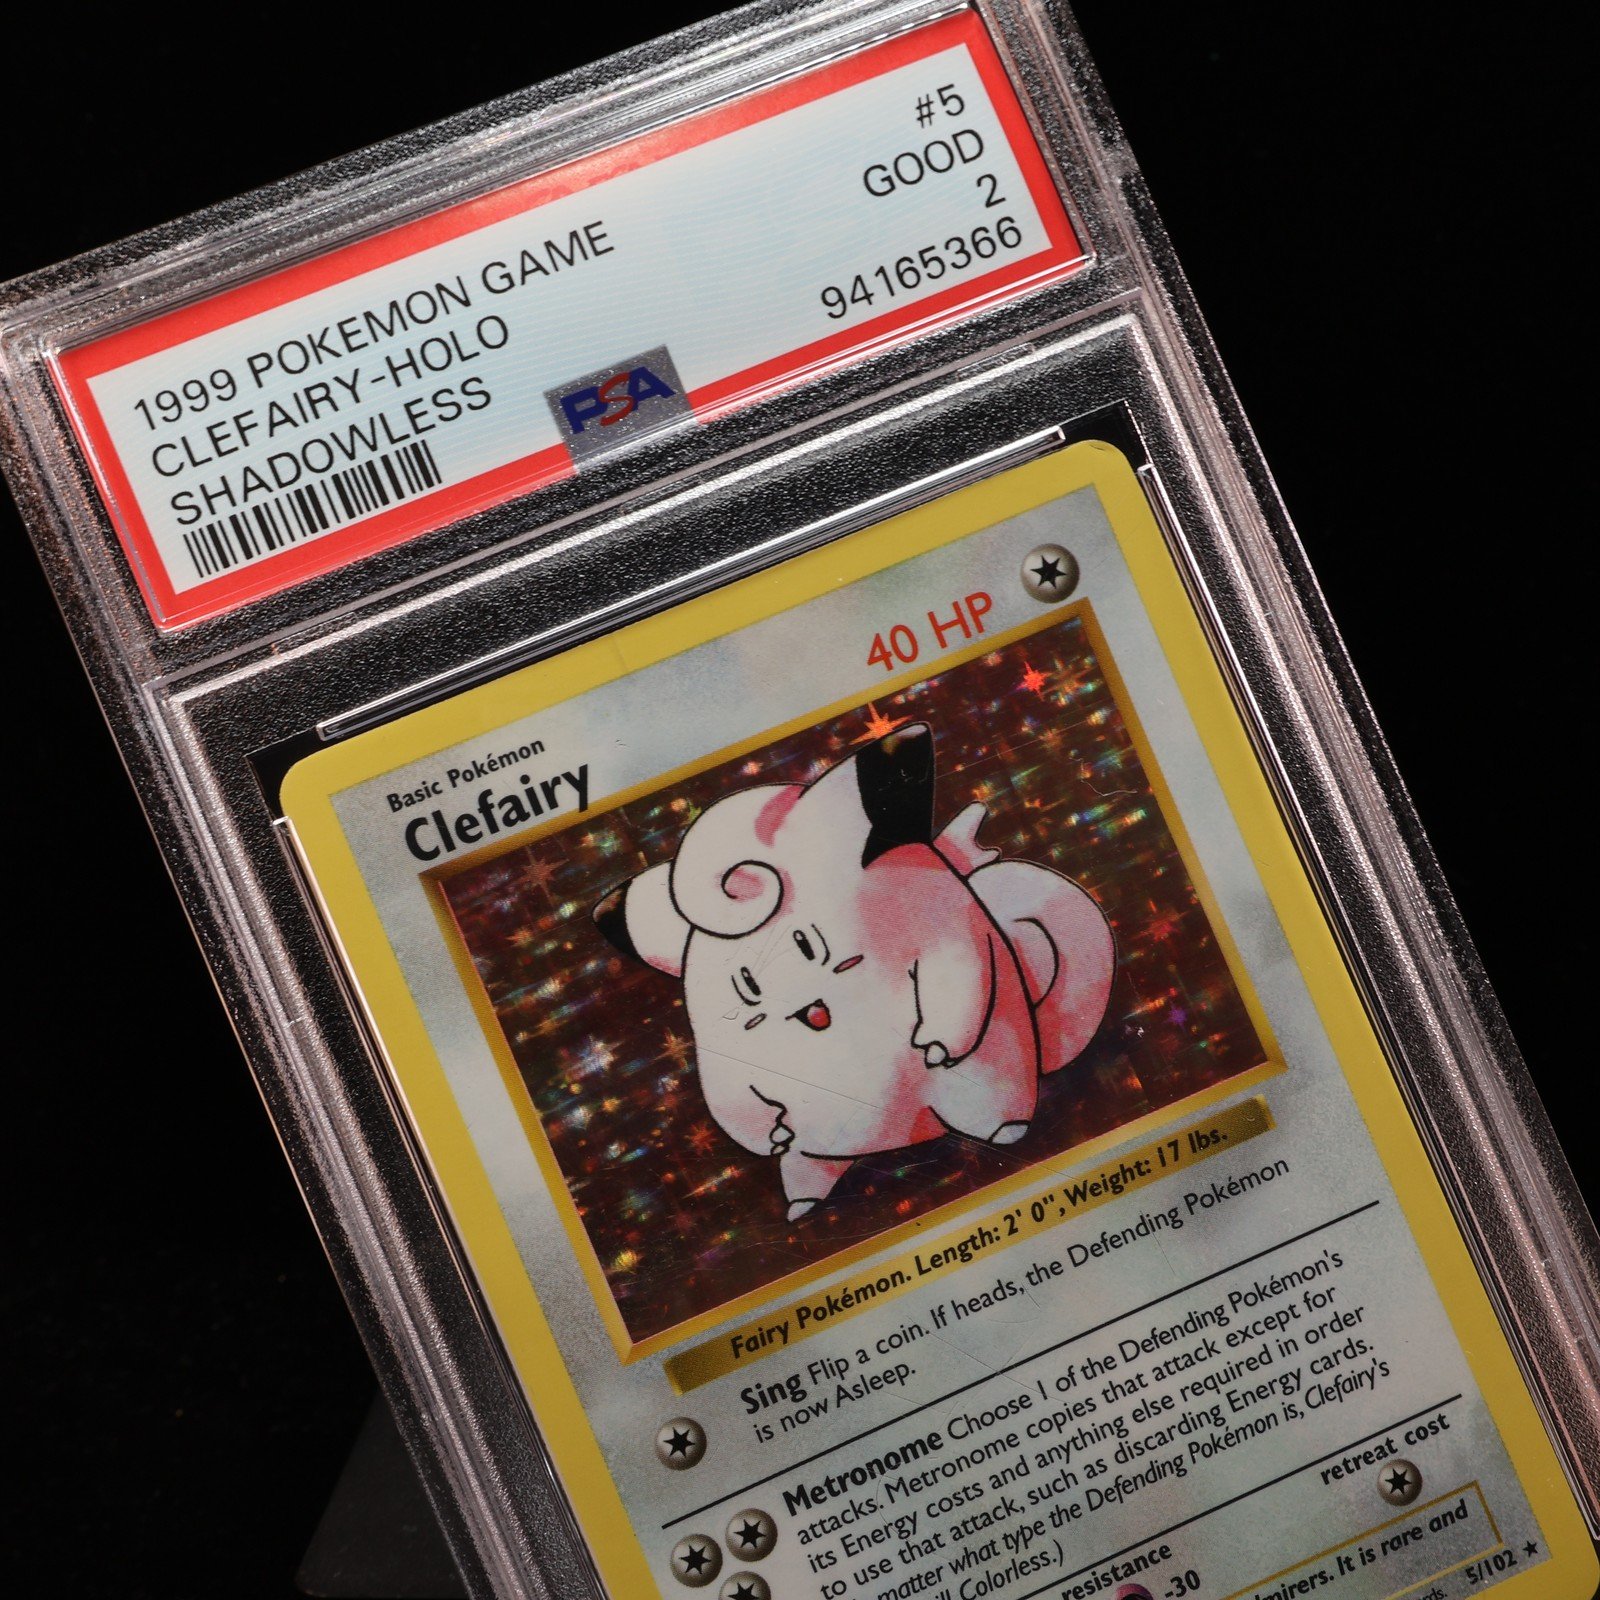 1999 POKEMON GAME
#5
CLEFAIRY-HOLO
GOOD
SHADOWLESS
2
94165366
PSA
Basic Pokémon
Clefairy
40 HP
Fairy Pokémon. Length: 2' 0", Weight: 17 lbs.
Sing Flip a coin. If heads, the Defending Pokémon
is now Asleep.
Metronome Choose 1 of the Defending Pokémon's
attacks. Metronome copies that attack except for
its Energy costs and anything else required in order
to use that attack, such as discarding Energy cards.
matter what type the Defending Pokémon is, Clefairy's
Colorless.)
resistance
-30
retreat cost
It is rare and
5/102